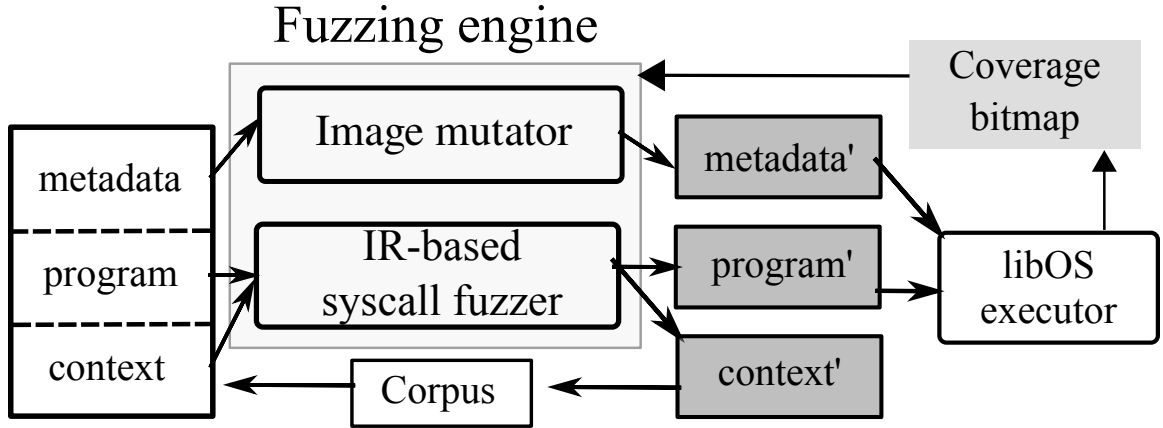 Fuzzing engine
Coverage
bitmap
Image mutator
metadata
metadata'
IR-based
syscall fuzzer
program
program'
libOS
executor
context
context'
Corpus